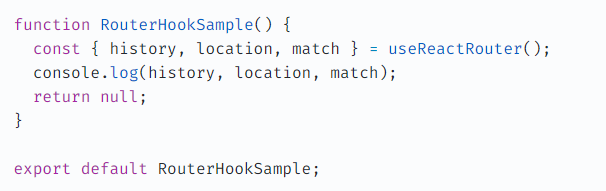 function RouterHookSample() {
  const { history, location, match } = useReactRouter();
  console.log(history, location, match);
  return null;
}

export default RouterHookSample;